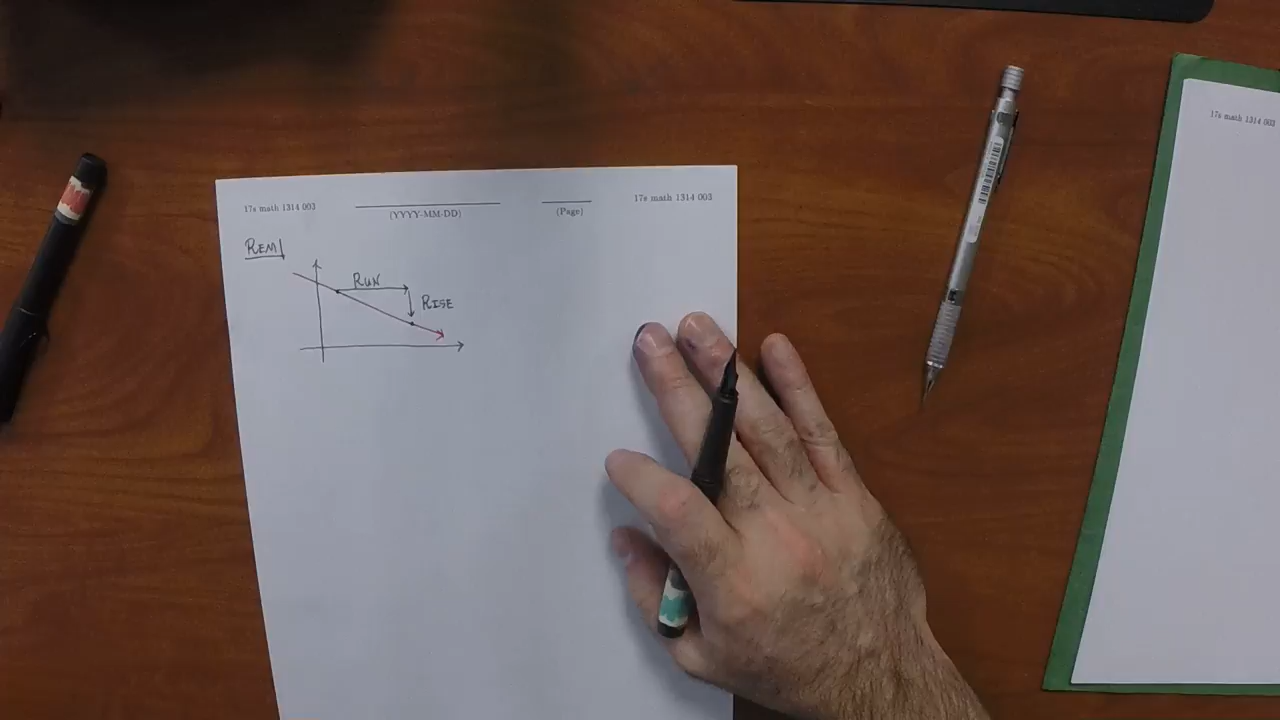 17s math 1314 003
(YYYY-MM-DD)
(Page)
17s math 1314 003
REM
RUN
RISE
17s math 1314 003